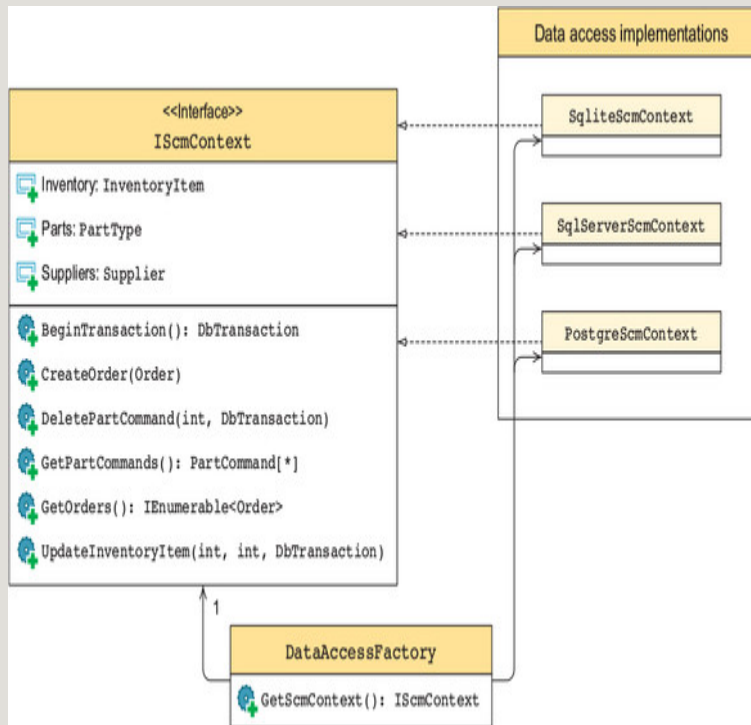 Data access implementations
<<Interface>>
IScmContext
Inventory: InventoryItem
Parts: PartType
Suppliers: Supplier
BeginTransaction(): DbTransaction
CreateOrder(Order)
DeletePartCommand(int, DbTransaction)
GetPartCommands(): PartCommand[*]
GetOrders(): IEnumerable<Order>
UpdateInventoryItem(int, int, DbTransaction)
SqliteScmContext
SqlServerScmContext
PostgreScmContext
1
DataAccessFactory
GetScmContext(): IScmContext